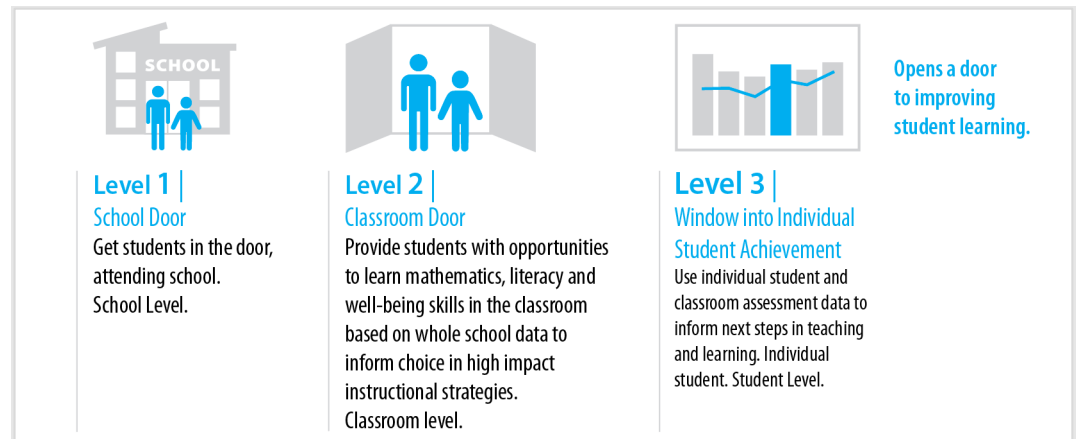 SCHOOL
Opens a door
to improving
student learning.
Level 1
School Door
Get students in the door,
attending school.
School Level.
Level 2
Classroom Door
Provide students with opportunities
to learn mathematics, literacy and
well-being skills in the classroom
based on whole school data to
inform choice in high impact
instructional strategies.
Classroom level.
Level 3
Window into Individual
Student Achievement
Use individual student and
classroom assessment data to
inform next steps in teaching
and learning. Individual
student. Student Level.